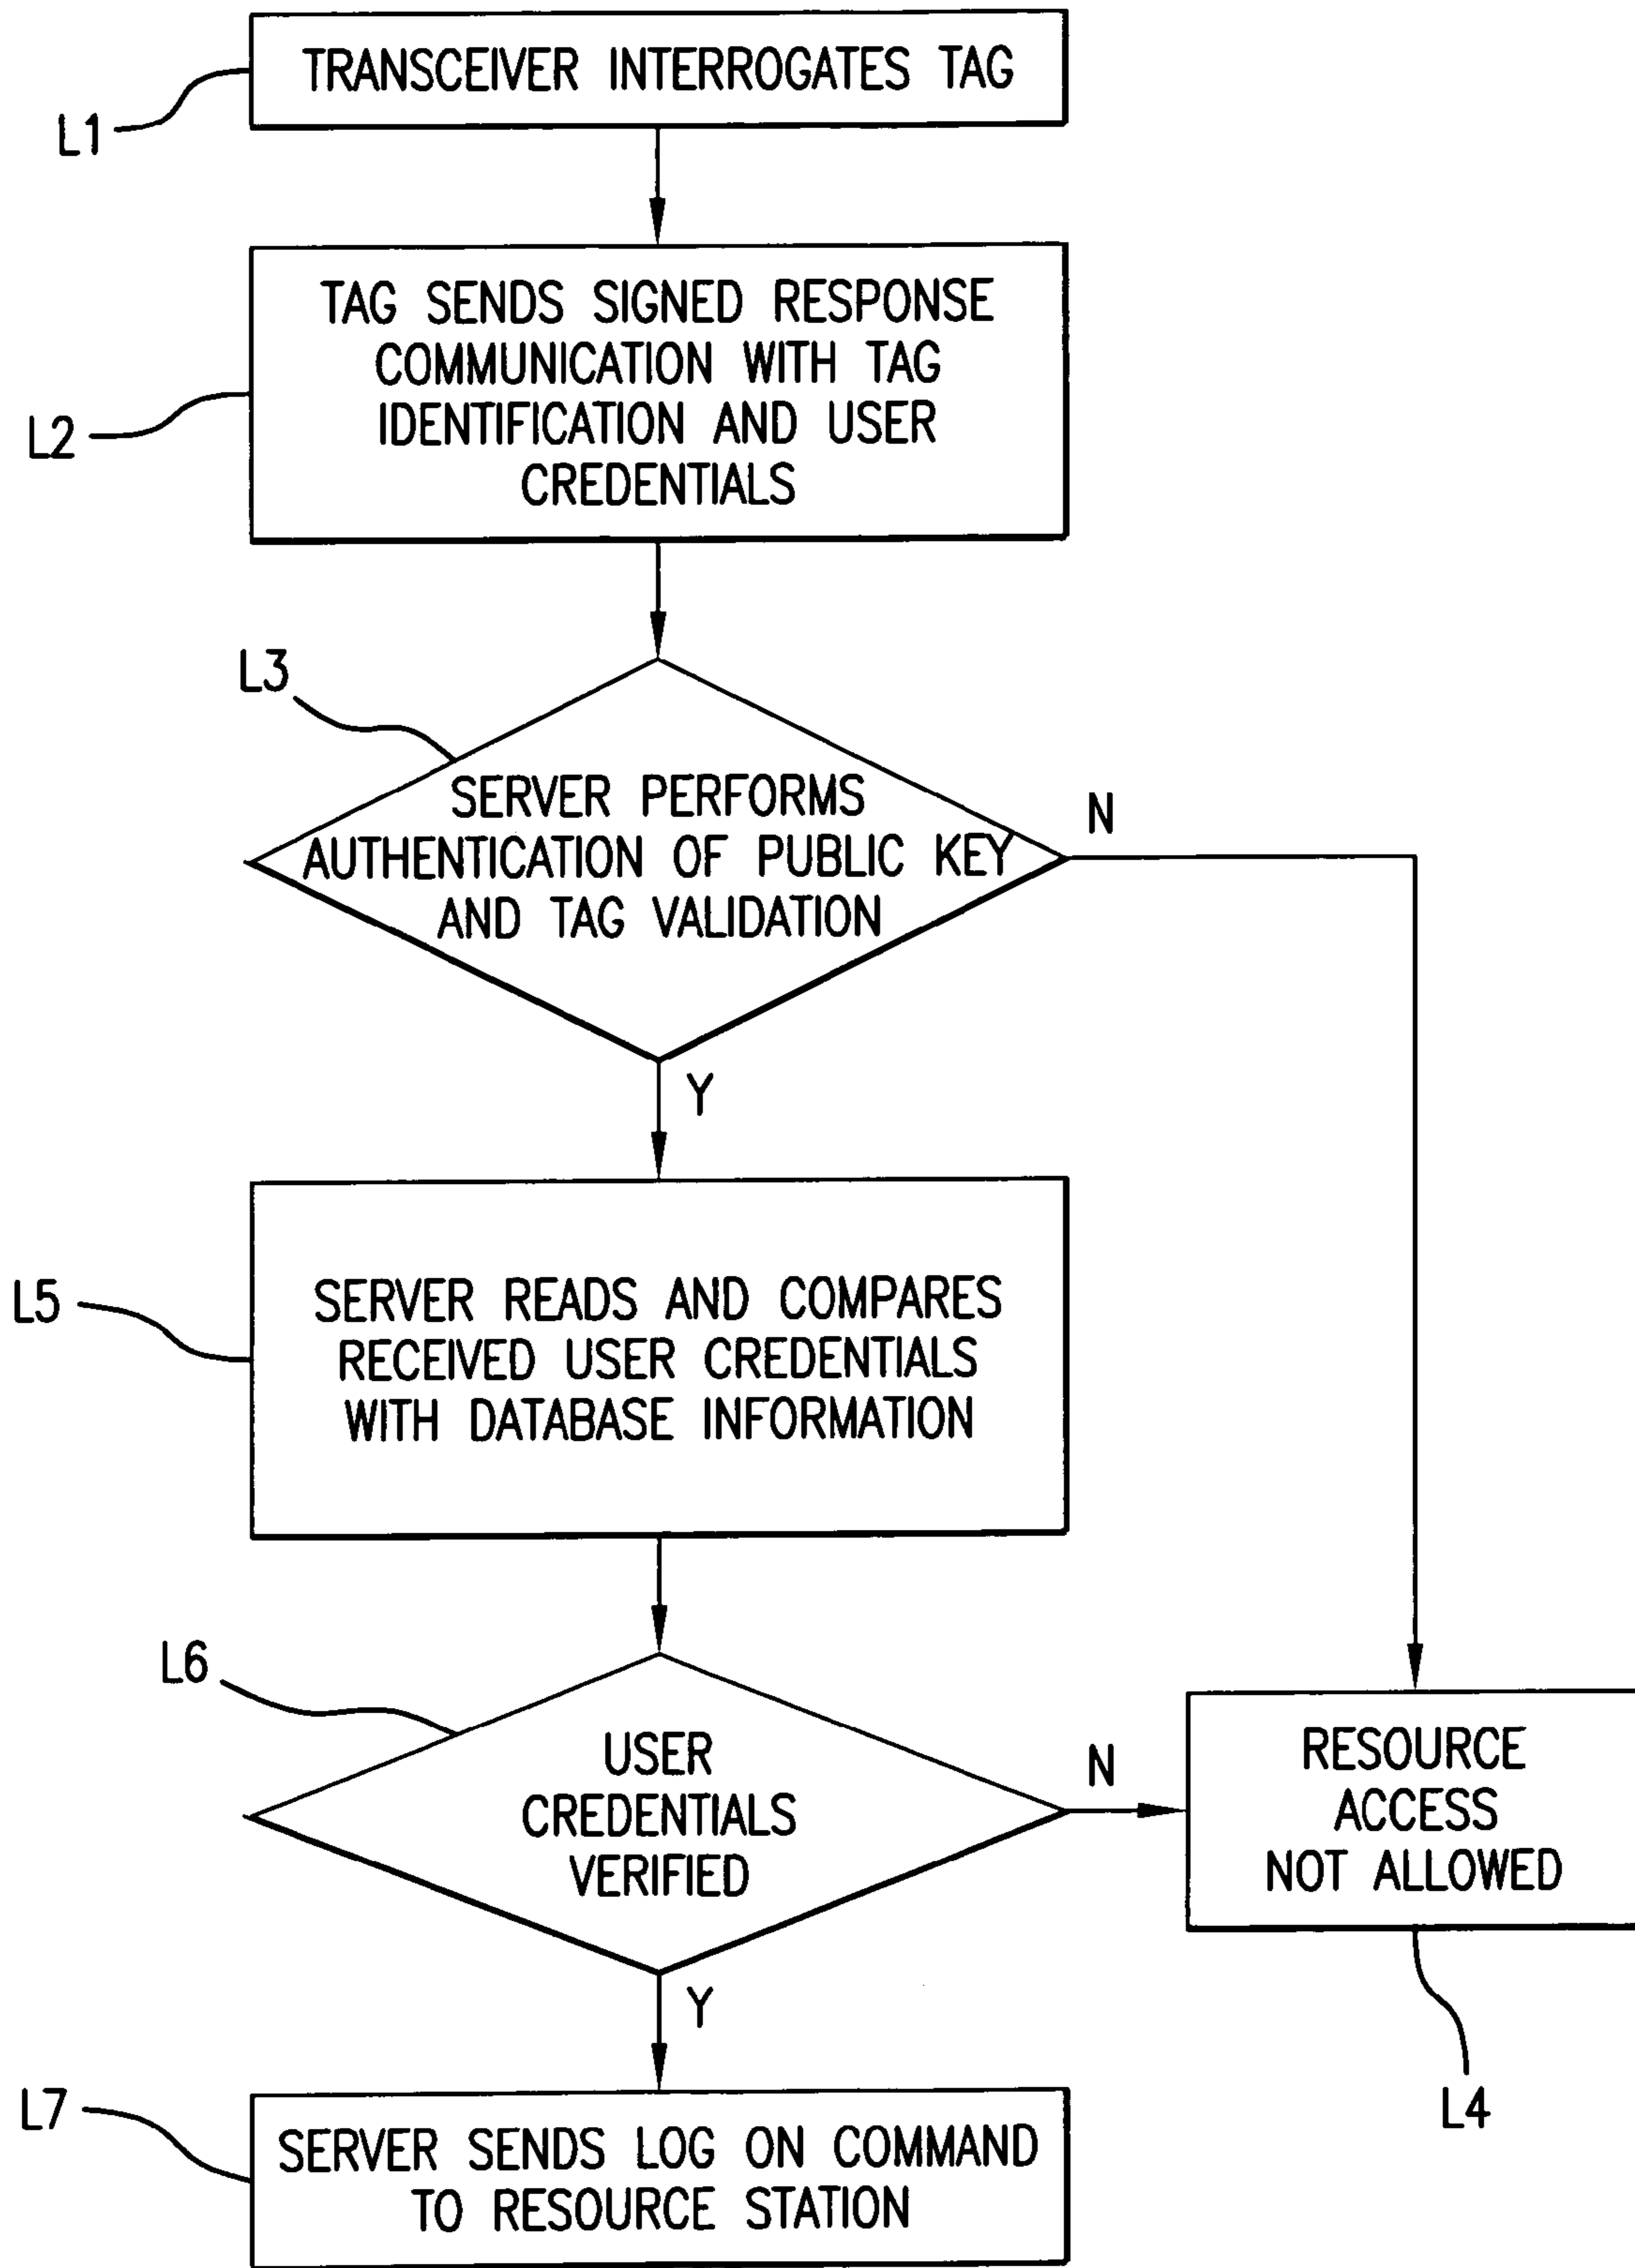 TRANSCEIVER INTERROGATES TAG
L1
TAG SENDS SIGNED RESPONSE
COMMUNICATION WITH TAG
IDENTIFICATION AND USER
CREDENTIALS
L2
L3
SERVER PERFORMS
AUTHENTICATION OF PUBLIC KEY
AND TAG VALIDATION
N
Y
L5
SERVER READS AND COMPARES
RECEIVED USER CREDENTIALS
WITH DATABASE INFORMATION
L6
USER
CREDENTIALS
VERIFIED
N
RESOURCE
ACCESS
NOT ALLOWED
Y
L4
L7
SERVER SENDS LOG ON COMMAND
TO RESOURCE STATION